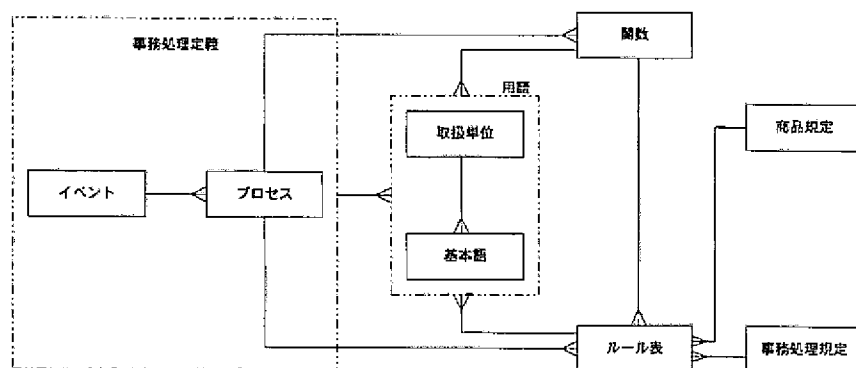 事務処理定義
関数
用語
取扱単位
商品規定
イベント
プロセス
基本語
ルール表
事務処理規定